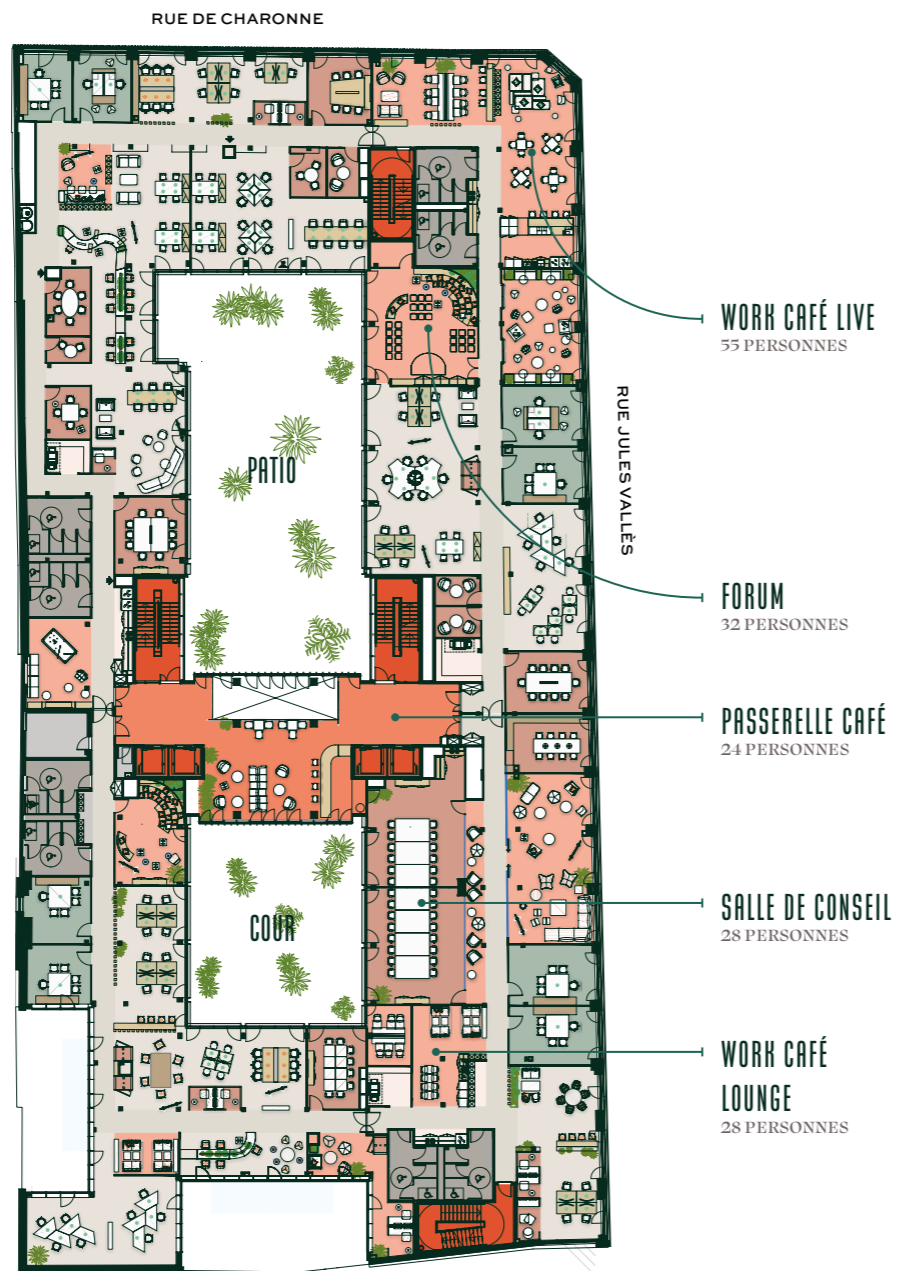 RUE DE CHARONNE
WORK CAFÉ LIVE
55 PERSONNES
RUE JULES VALLÈS
PATIO
FORUM
32 PERSONNES
PASSERELLE CAFÉ
24 PERSONNES
COUR
SALLE DE CONSEIL
28 PERSONNES
WORK CAFÉ
LOUNGE
28 PERSONNES